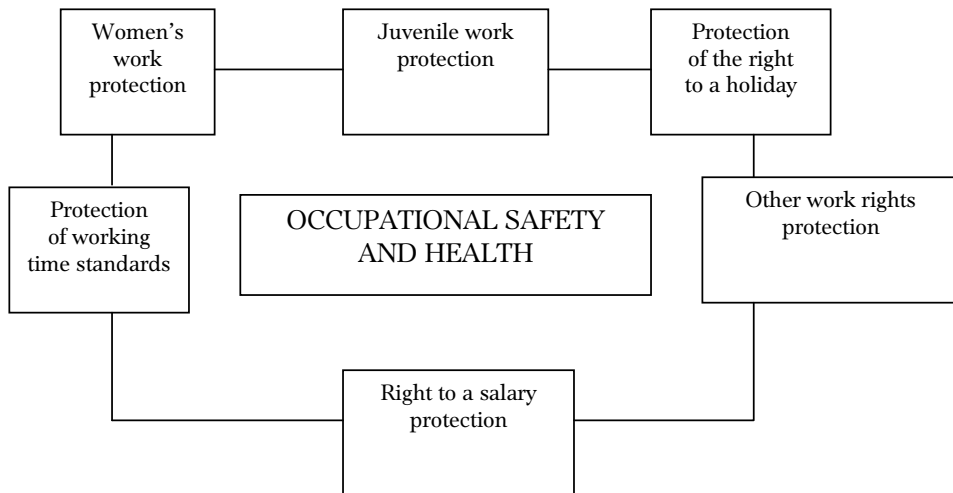 Women's
work
protection
Juvenile work
protection
Protection
of the right
to a holiday
Protection
of working
time standards
OCCUPATIONAL SAFETY
AND HEALTH
Other work rights
protection
Right to a salary
protection